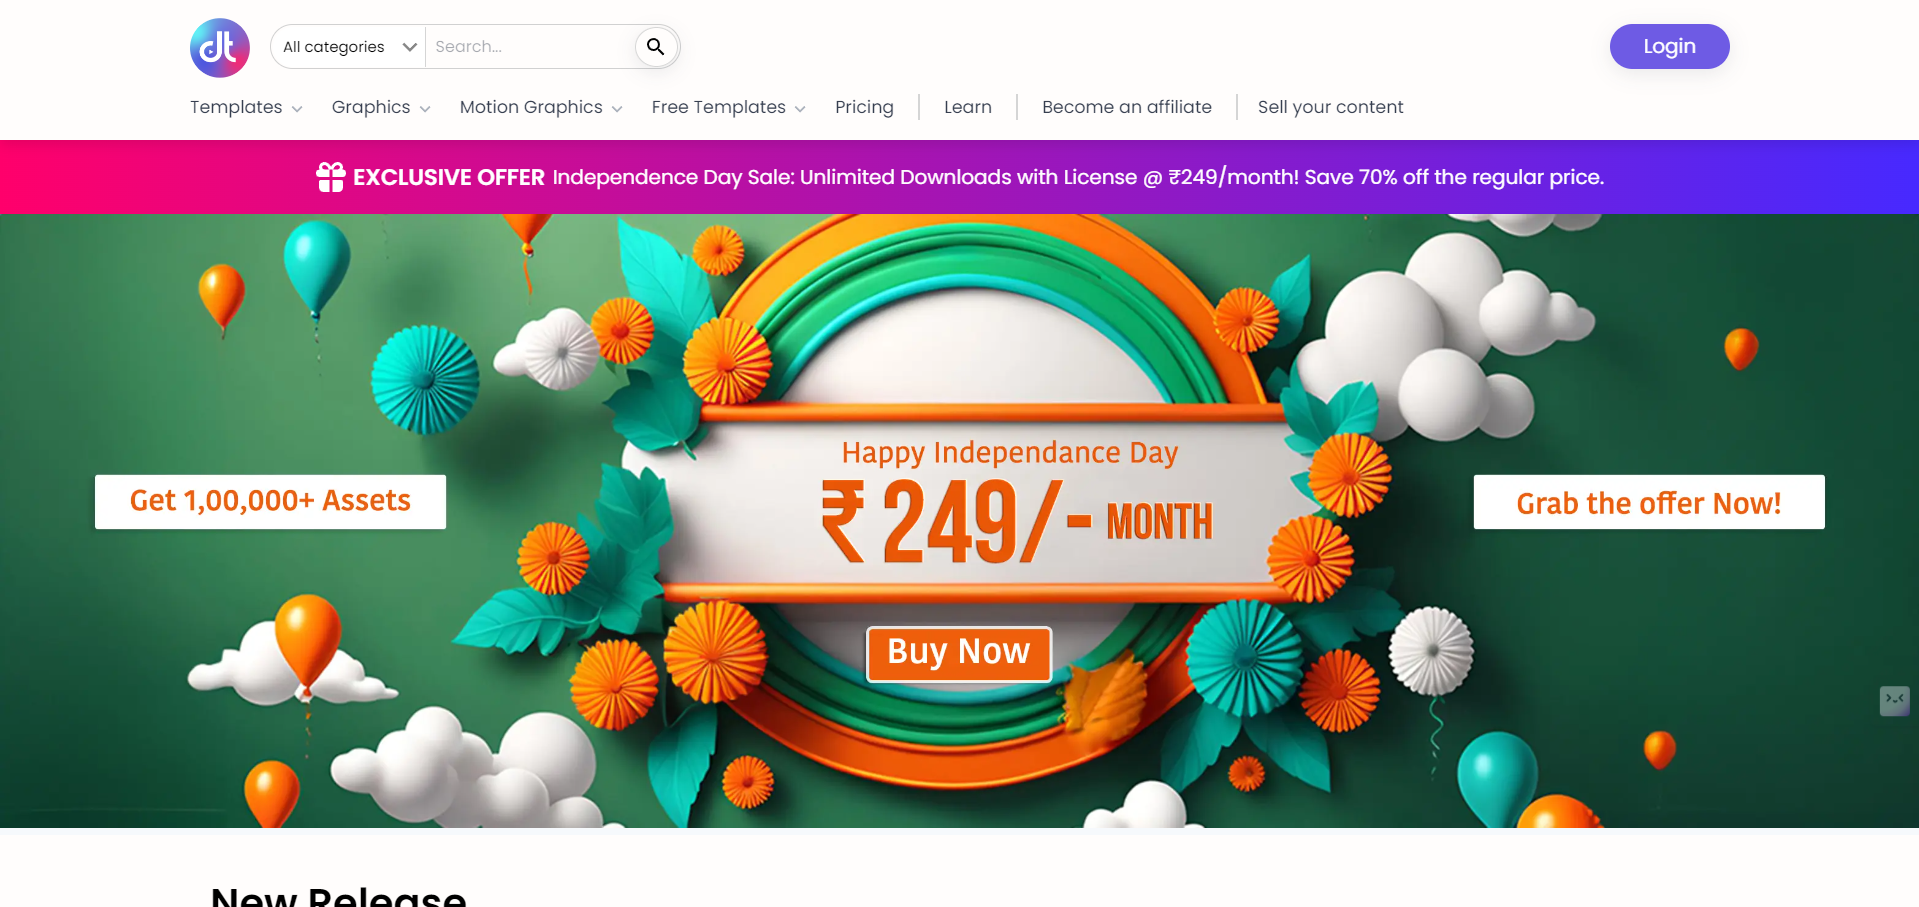 dt
All categories
Search...
Login
Templates
Graphics
Motion Graphics
Free Templates
Pricing
Learn
Become an affiliate
Sell your content
EXCLUSIVE OFFER Independence Day Sale: Unlimited Downloads with License @ ₹249/month! Save 70% off the regular price.
Happy Independance Day
₹ 249/- MONTH
Get 1,00,000+ Assets
Grab the offer Now!
Buy Now
New Release